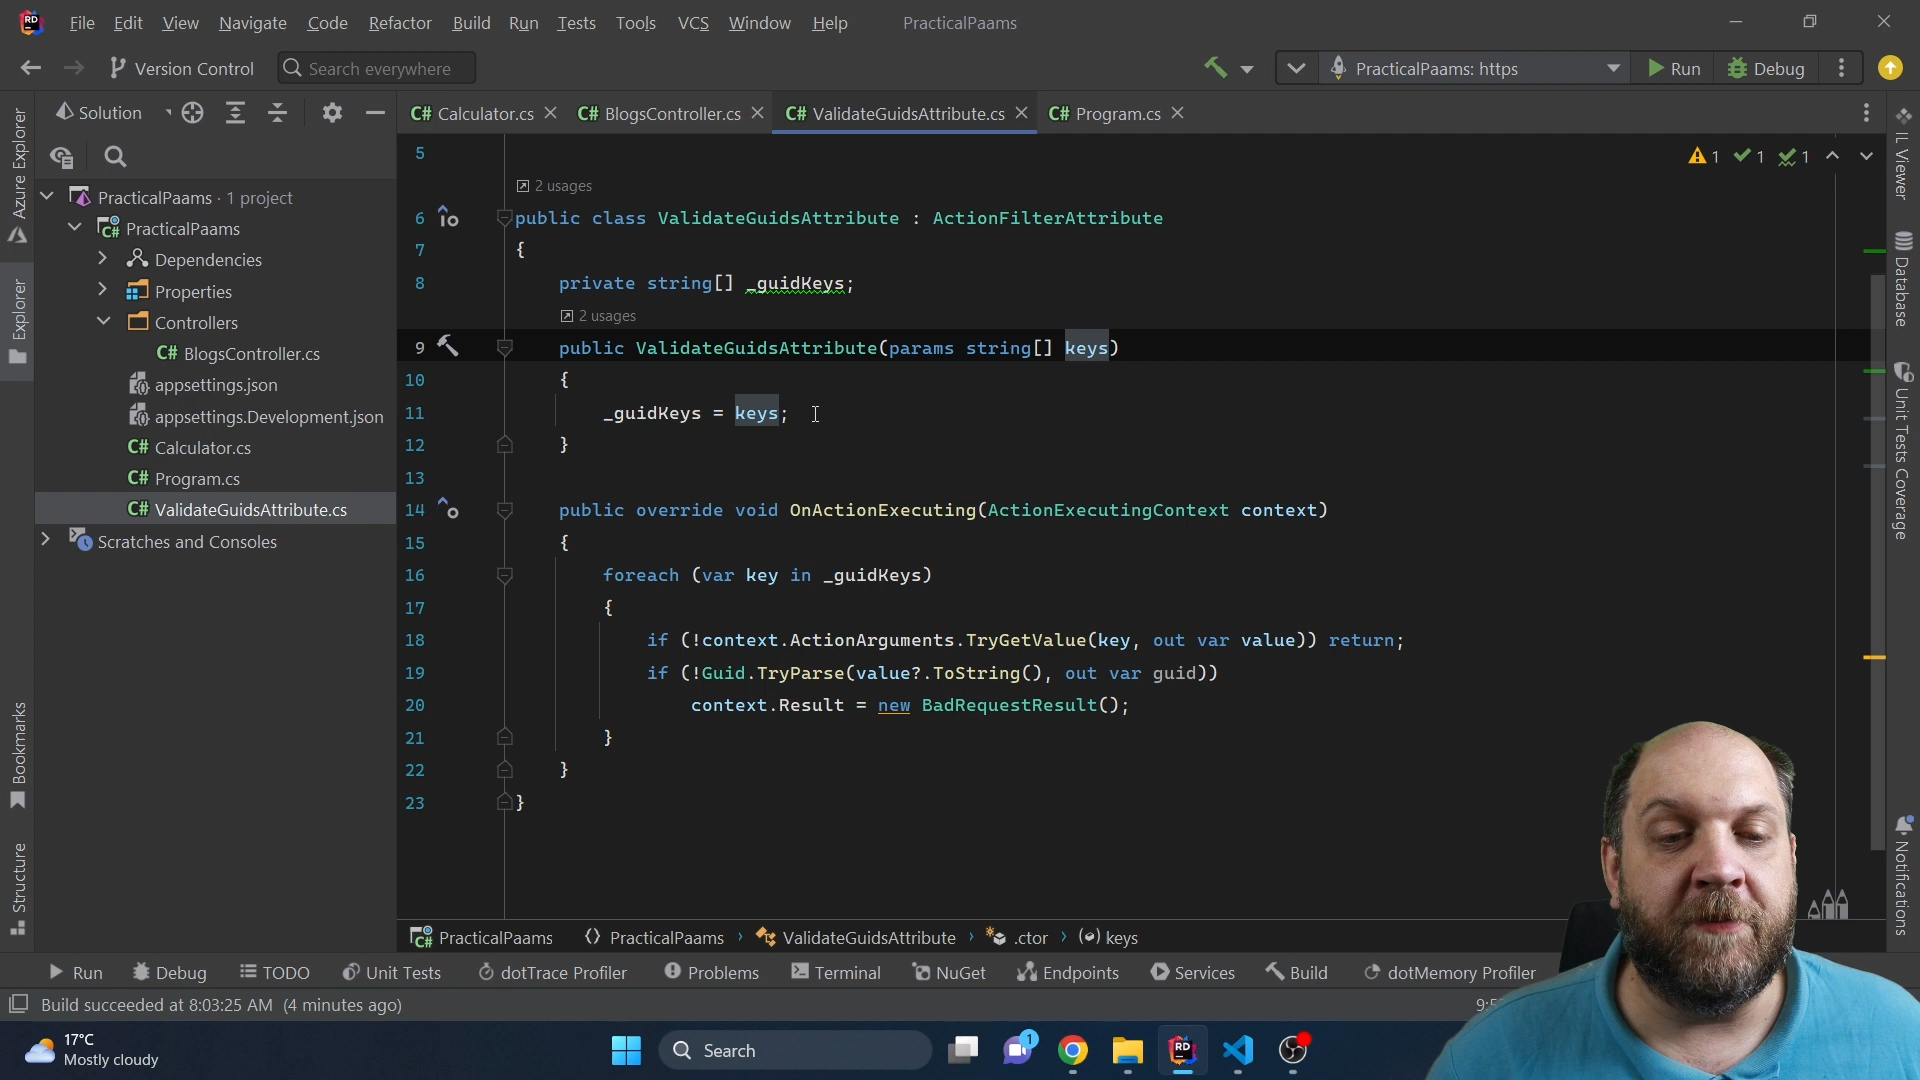 RD File Edit View Navigate Code Refactor Build Run Tests Tools VCS Window Help PracticalPaams
Version Control Search everywhere PracticalPaams: https Run Debug
Solution
C# Calculator.cs C# BlogsController.cs C# ValidateGuidsAttribute.cs C# Program.cs
Azure Explorer
Explorer
Bookmarks
Structure
PracticalPaams · 1 project
C# PracticalPaams
Dependencies
Properties
Controllers
C# BlogsController.cs
appsettings.json
appsettings.Development.json
C# Calculator.cs
C# Program.cs
C# ValidateGuidsAttribute.cs
Scratches and Consoles
5
1 1 1
2 usages
6 public class ValidateGuidsAttribute : ActionFilterAttribute
7 {
8 private string[] _guidKeys;
2 usages
9 public ValidateGuidsAttribute(params string[] keys)
10 {
11 _guidKeys = keys;
12 }
13
14 public override void OnActionExecuting(ActionExecutingContext context)
15 {
16 foreach (var key in _guidKeys)
17 {
18 if (!context.ActionArguments.TryGetValue(key, out var value)) return;
19 if (!Guid.TryParse(value?.ToString(), out var guid))
20 context.Result = new BadRequestResult();
21 }
22 }
23 }
IL Viewer
Database
Unit Tests Coverage
Notifications
C# PracticalPaams PracticalPaams ValidateGuidsAttribute .ctor keys
Run Debug TODO Unit Tests dotTrace Profiler Problems Terminal NuGet Endpoints Services Build dotMemory Profiler
Build succeeded at 8:03:25 AM (4 minutes ago)
17°C
Mostly cloudy
Search
1
RD